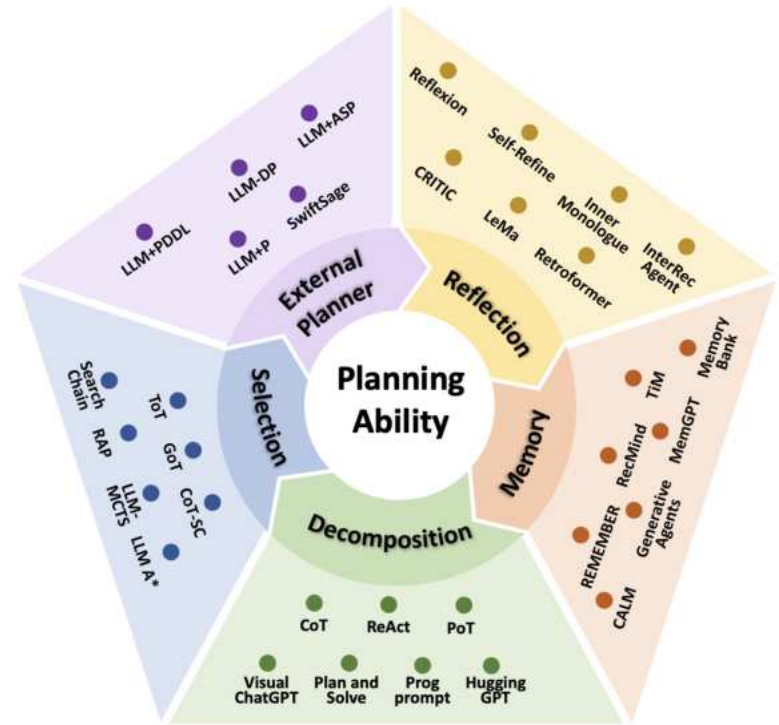 Planning
Ability
External
Planner
LLM+ASP
LLM-DP
SwiftSage
LLM+PDDL
LLM+P
Reflection
Reflexion
Self-Refine
CRITIC
Inner
Monologue
LeMa
InterRec
Agent
Retroformer
Memory
Memory
Bank
TiM
MemGPT
RecMind
Generative
Agents
REMEMBER
CALM
Decomposition
CoT
ReAct
PoT
Visual
ChatGPT
Plan and
Solve
Prog
prompt
Hugging
GPT
Selection
Search
Chain
ToT
RAP
GoT
LLM-
MCTS
CoT-SC
LLM A*